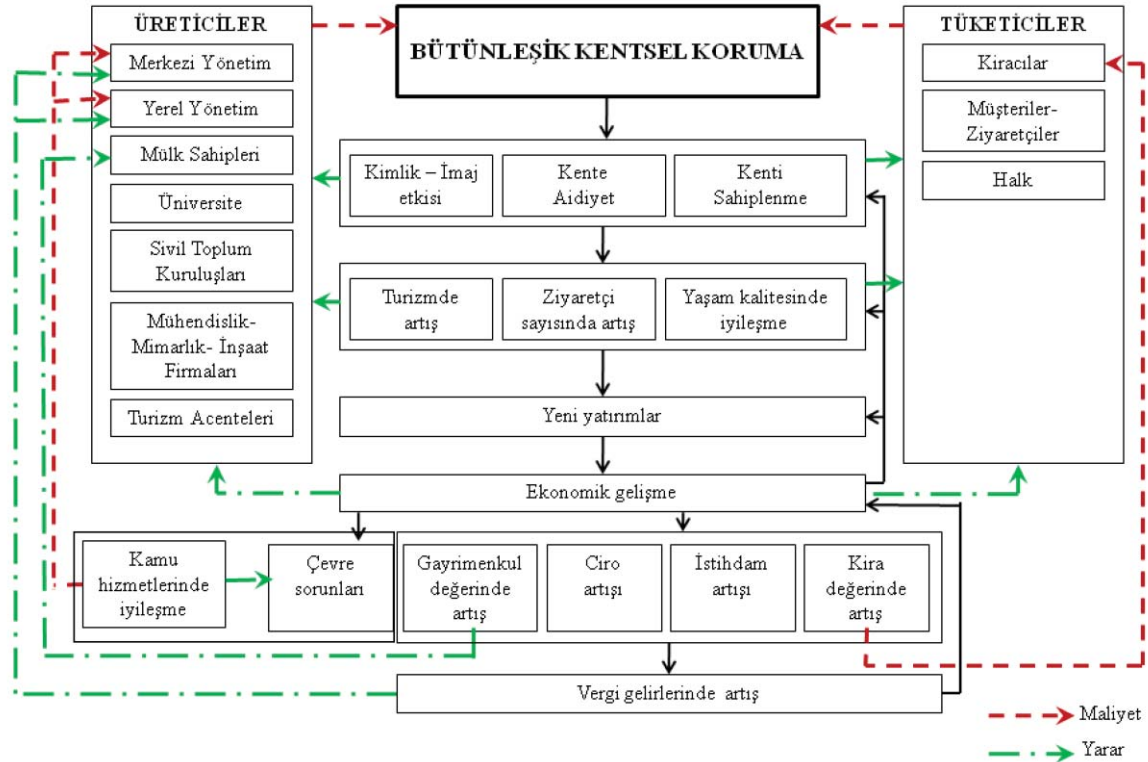 ÜRETİCİLER
Merkezi Yönetim
Yerel Yönetim
Mülk Sahipleri
Üniversite
Sivil Toplum
Kuruluşları
Mühendislik-
Mimarlık- İnşaat
Firmaları
Turizm Acenteleri
BÜTÜNLEŞİK KENTSEL KORUMA
Kimlik – İmaj
etkisi
Kente
Aidiyet
Kenti
Sahiplenme
Turizmde
artış
Ziyaretçi
sayısında artış
Yaşam kalitesinde
iyileşme
Yeni yatırımlar
Ekonomik gelişme
TÜKETİCİLER
Kiracılar
Müşteriler-
Ziyaretçiler
Halk
Kamu
hizmetlerinde
iyileşme
Çevre
sorunları
Gayrimenkul
değerinde
artış
Ciro
artışı
İstihdam
artışı
Kira
değerinde
artış
Vergi gelirlerinde artış
Maliyet
Yarar